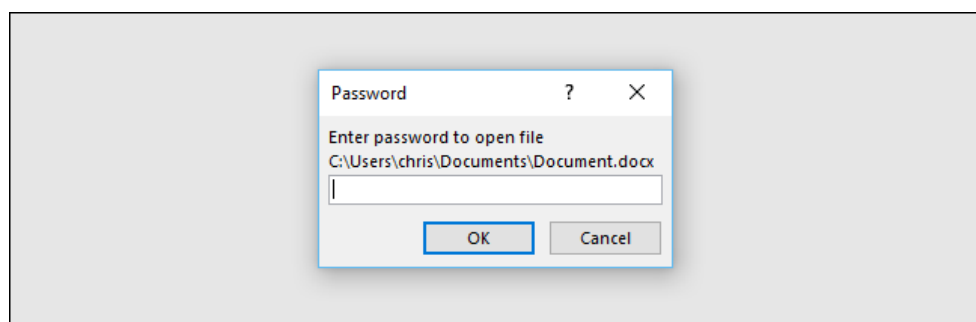 Password ?
Enter password to open file
C:\Users\chris\Documents\Document.docx
OK Cancel